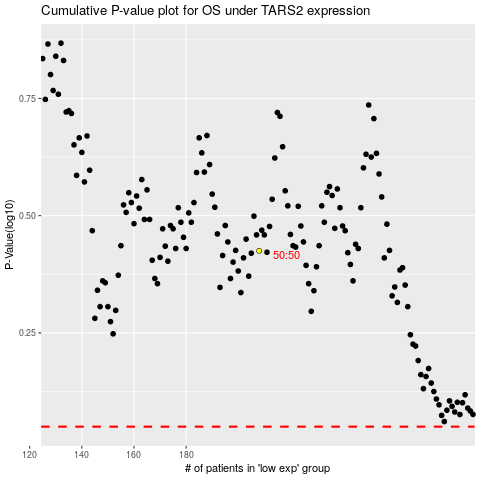 Cumulative P-value plot for OS under TARS2 expression
P-Value(log10)
0.75
0.50
0.25
50:50
120 140 160 180
# of patients in 'low exp' group